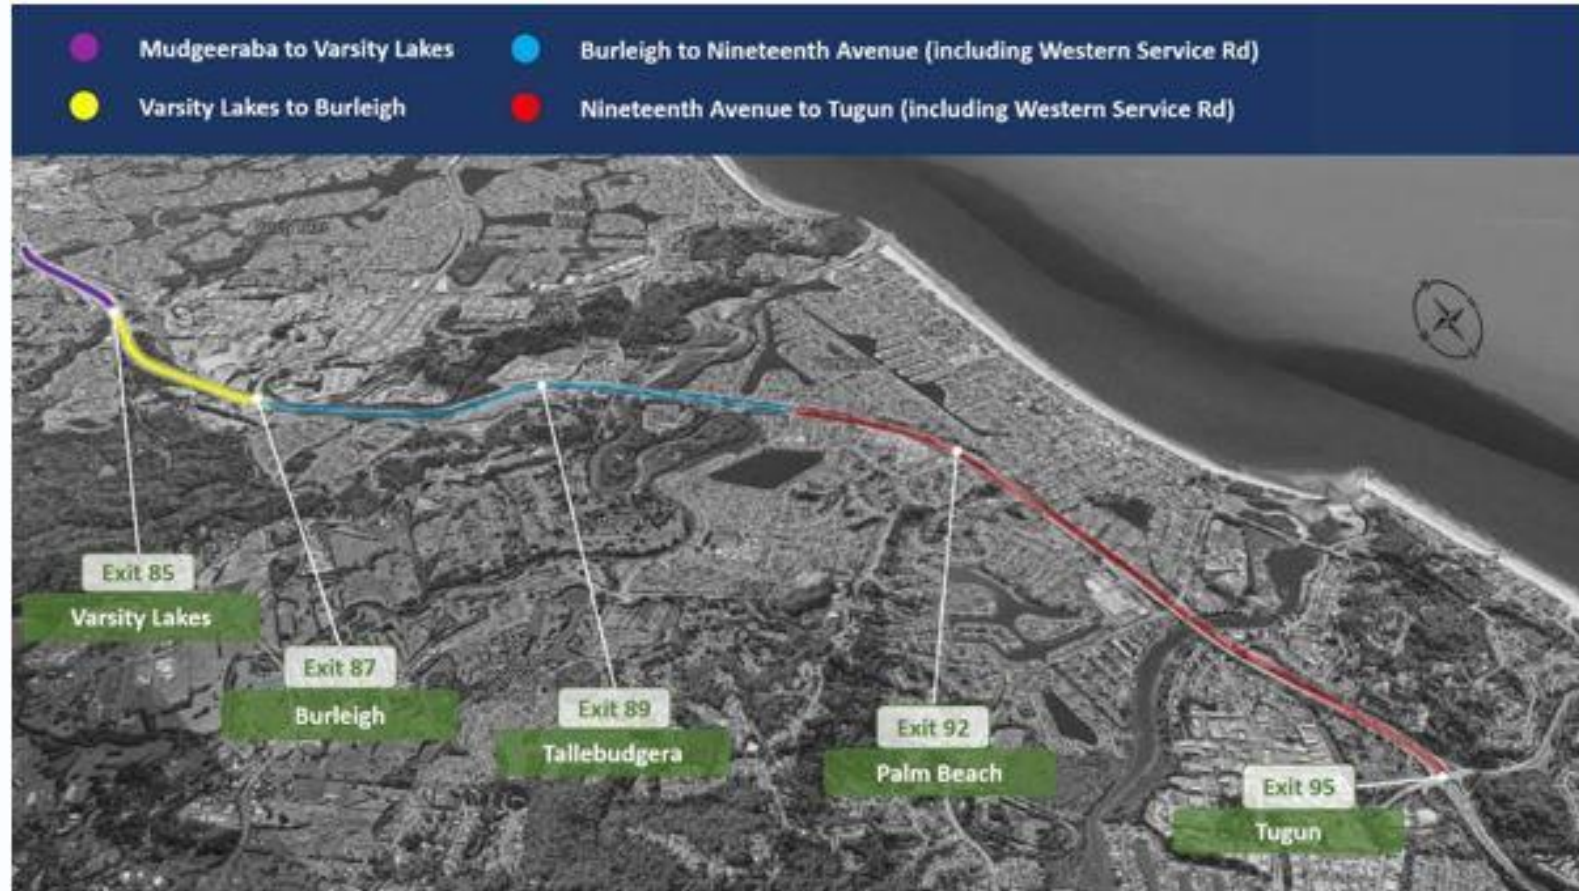 Mudgeeraba to Varsity Lakes
Burleigh to Nineteenth Avenue (including Western Service Rd)
Varsity Lakes to Burleigh
Nineteenth Avenue to Tugun (including Western Service Rd)
Exit 85
Varsity Lakes
Exit 87
Burleigh
Exit 89
Tallebudgera
Exit 92
Palm Beach
Exit 95
Tugun